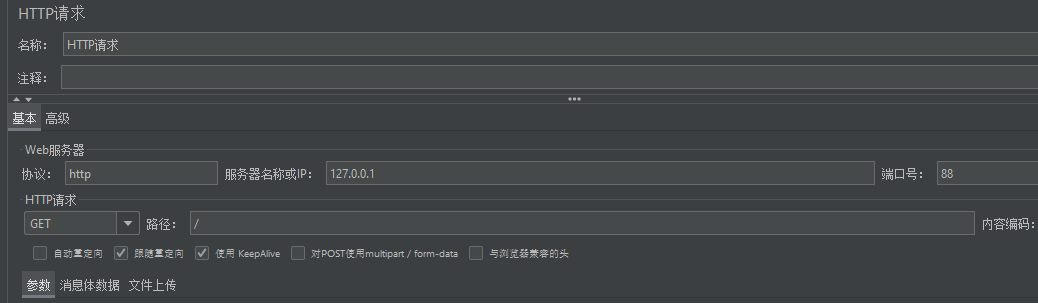 HTTP请求
名称： HTTP请求
注释：
基本 高级
Web服务器
协议： http 服务器名称或IP： 127.0.0.1 端口号： 88
HTTP请求
GET 路径： / 内容编码：
自动重定向 跟随重定向 使用 KeepAlive 对POST使用multipart / form-data 与浏览器兼容的头
参数 消息体数据 文件上传